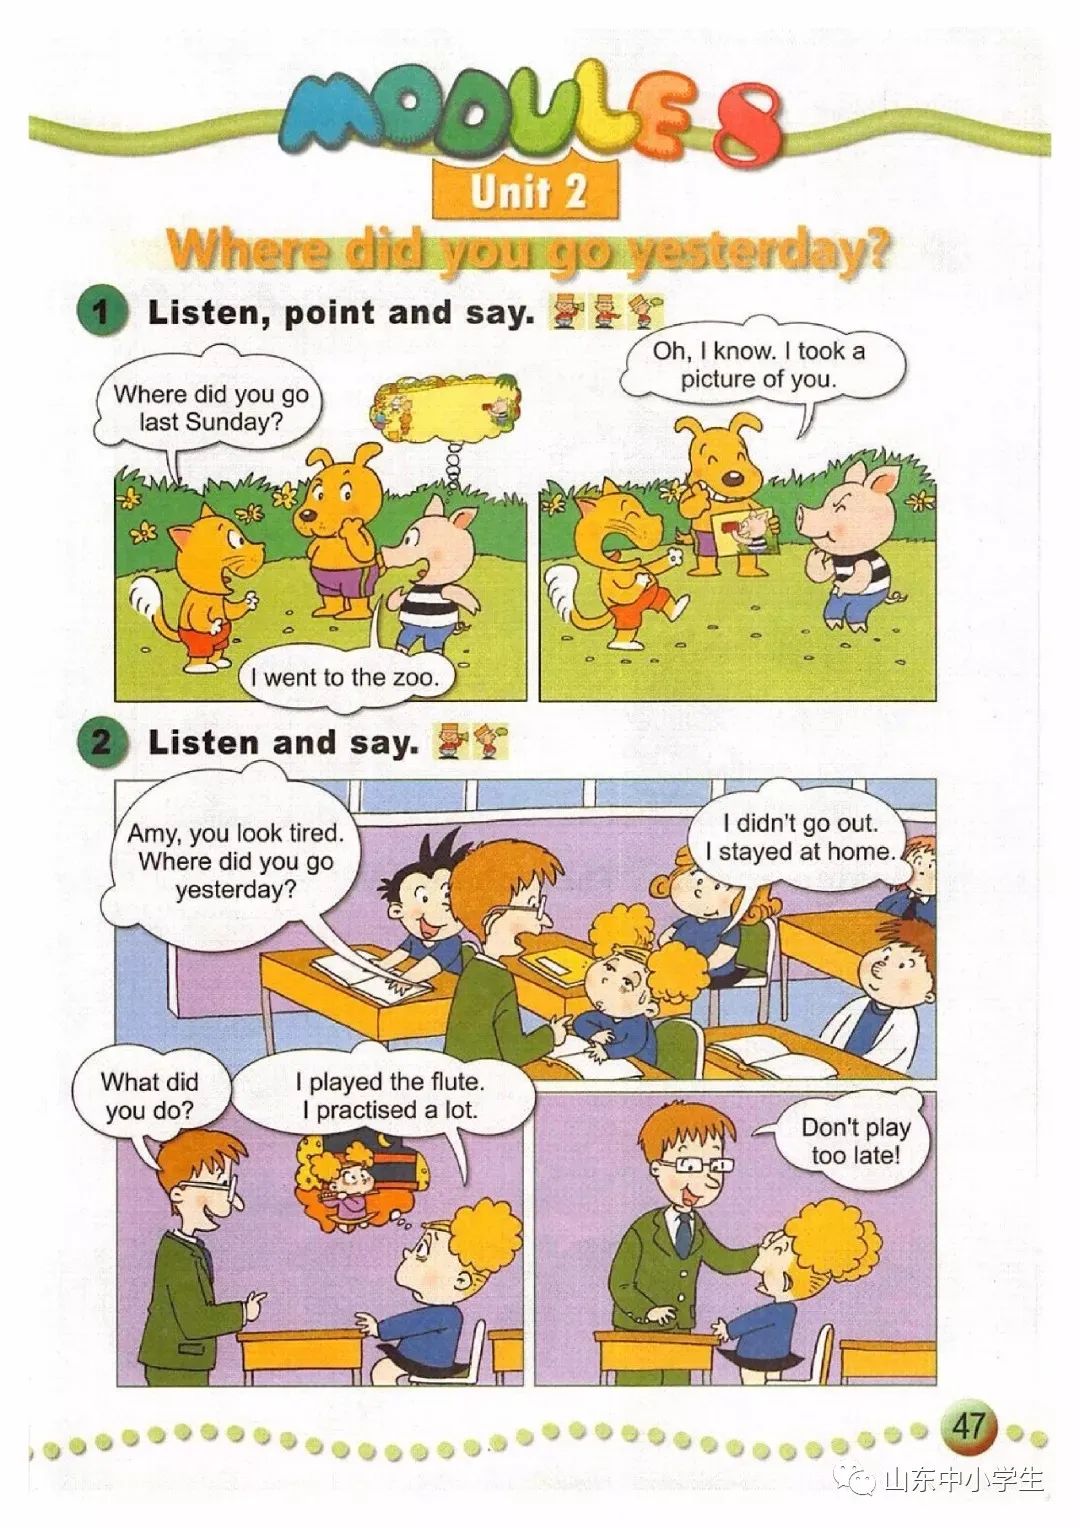 MODULE 8
Unit 2
Where did you go yesterday?
1 Listen, point and say.
Where did you go
last Sunday?
I went to the zoo.
Oh, I know. I took a
picture of you.
2 Listen and say.
Amy, you look tired.
Where did you go
yesterday?
I didn't go out.
I stayed at home.
What did
you do?
I played the flute.
I practised a lot.
Don't play
too late!
47
山东中小学生